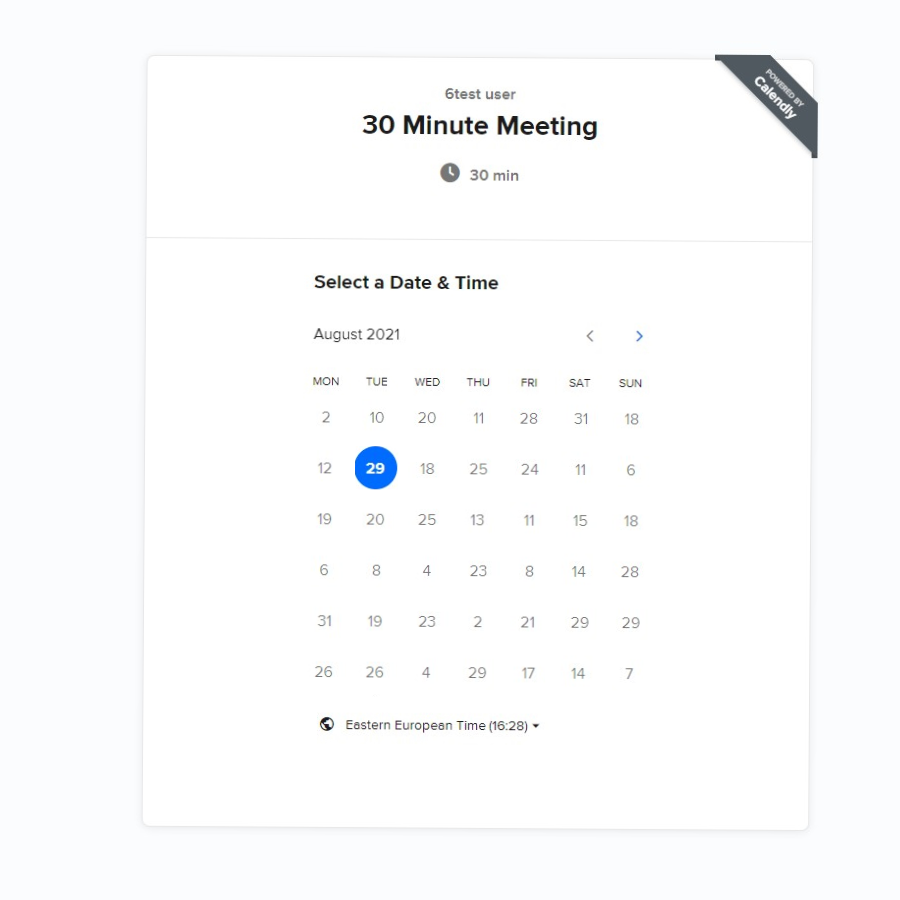 POWERED BY
Calendly
6test user
30 Minute Meeting
30 min
Select a Date & Time
August 2021
MON TUE WED THU FRI SAT SUN
2 10 20 11 28 31 18
12 29 18 25 24 11 6
19 20 25 13 11 15 18
6 8 4 23 8 14 28
31 19 23 2 21 29 29
26 26 4 29 17 14 7
Eastern European Time (16:28)